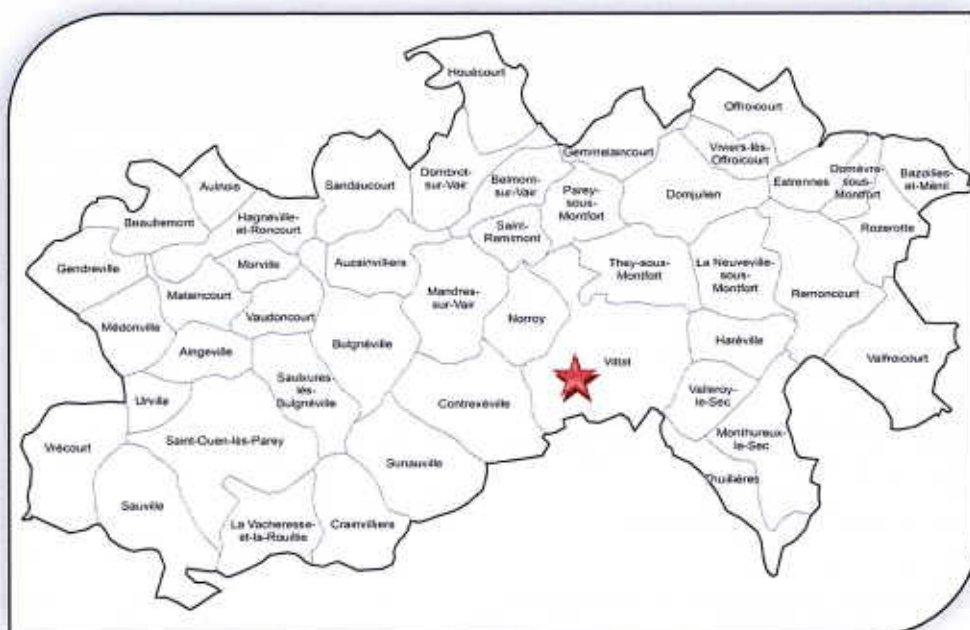 Houécourt
Offroicourt
Gemmelaincourt
Viviers-lès-
Offroicourt
Aulnois
Sandaucourt
Dombrot-
sur-Vair
Belmont-
sur-Vair
Parey-
sous-
Montfort
Domjulien
Estrennes
Domèvre-
sous-
Montfort
Bazoilles-
et-Ménil
Beaufremont
Hagneville-
et-Roncourt
Saint-
Remimont
Rozerotte
Gendreville
Morville
Auzainvilliers
They-sous-
Montfort
La Neuveville-
sous-
Montfort
Malaincourt
Mandres-
sur-Vair
Remoncourt
Médonville
Vaudoncourt
Norroy
Aingeville
Bulgnéville
Haréville
Vittel
Valfroicourt
Saulxures-
lès-
Bulgnéville
Valleroy-
le-Sec
Urville
Contrexéville
Vrécourt
Saint-Ouen-lès-Parey
Monthureux-
le-Sec
Suriauville
Thuillières
Sauville
La Vacheresse-
et-la-Rouillie
Crainvilliers